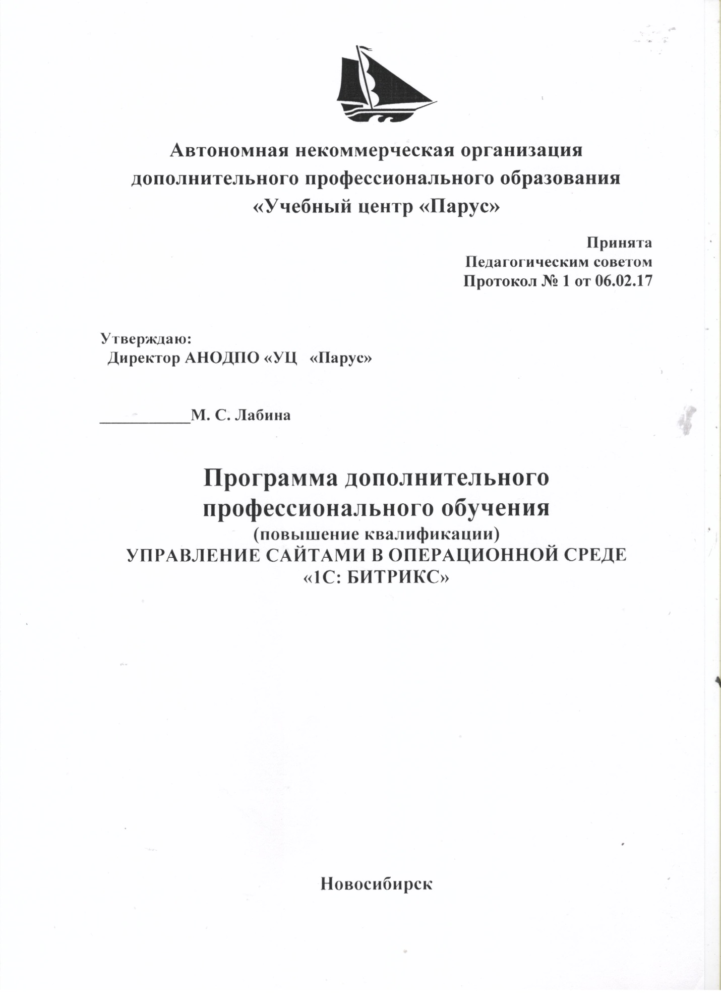 Автономная некоммерческая организация
дополнительного профессионального образования
«Учебный центр «Парус»
Принята
Педагогическим советом
Протокол № 1 от 06.02.17
Утверждаю:
Директор АНОДПО «УЦ «Парус»
___________М. С. Лабина
Программа дополнительного
профессионального обучения
(повышение квалификации)
УПРАВЛЕНИЕ САЙТАМИ В ОПЕРАЦИОННОЙ СРЕДЕ
«1С: БИТРИКС»
Новосибирск